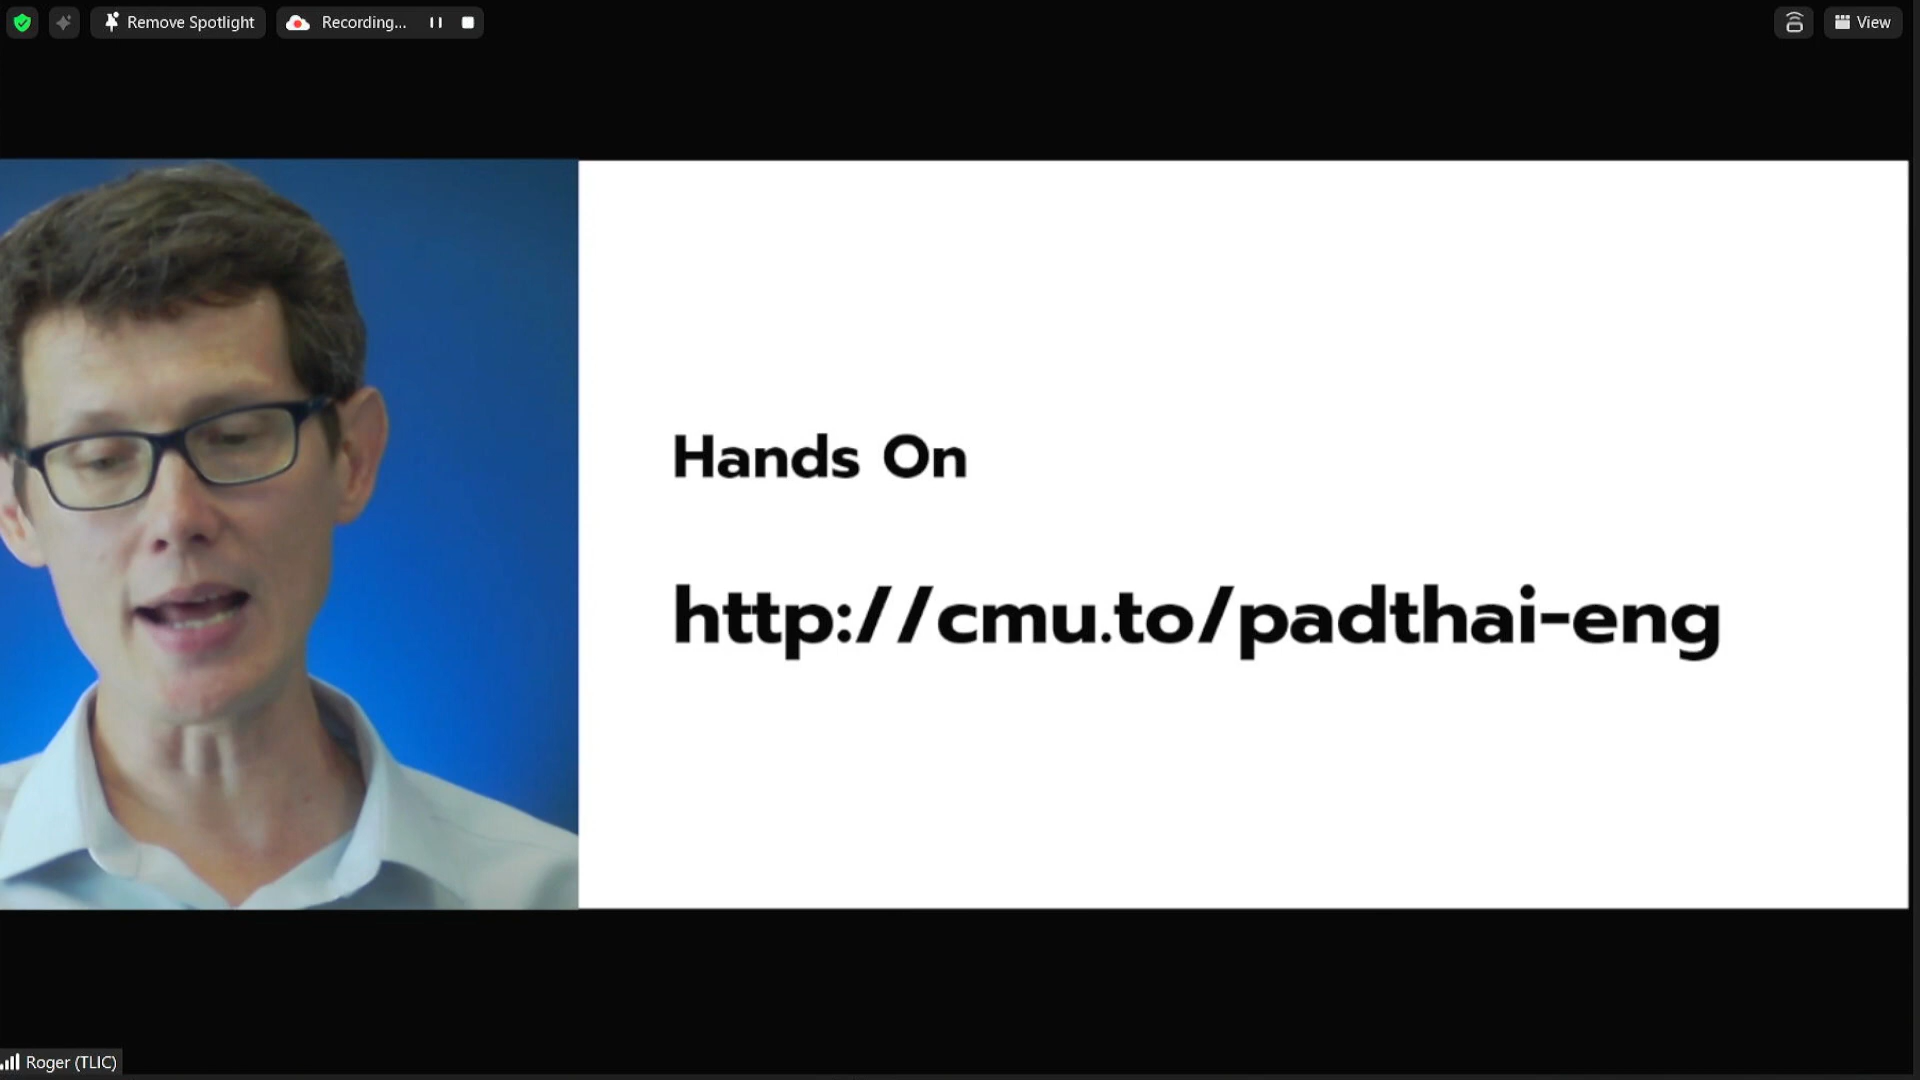 Remove Spotlight
Recording...
View
Hands On
http://cmu.to/padthai-eng
Roger (TLIC)